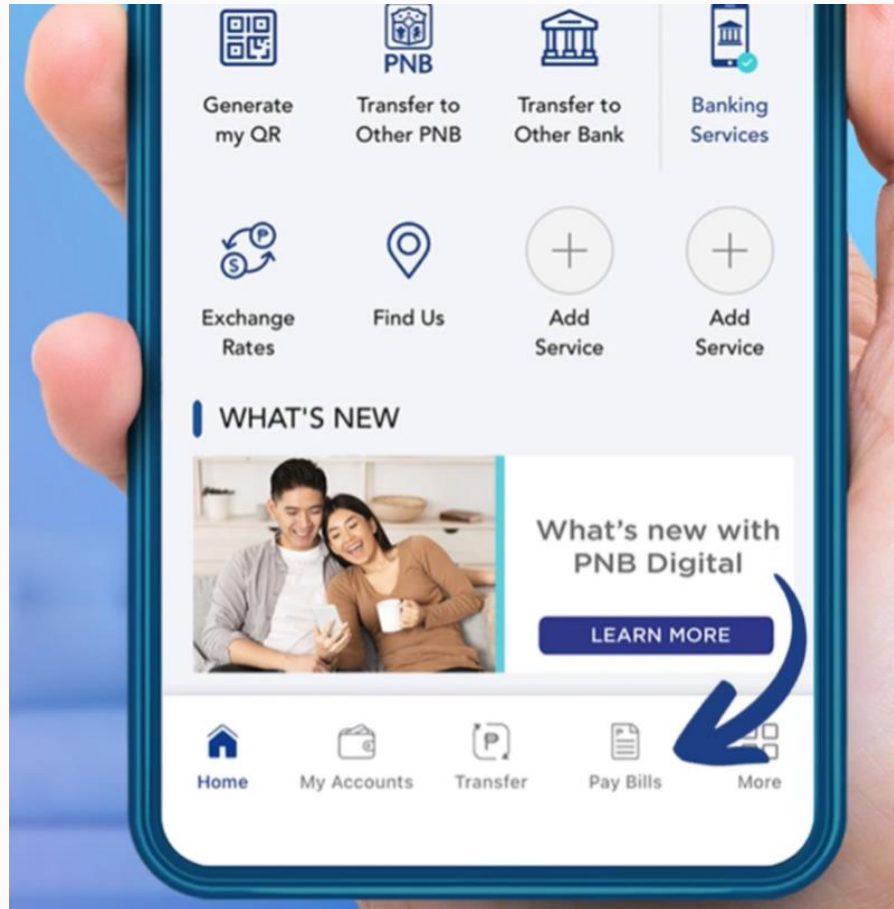 PNB
Generate
my QR
Transfer to
Other PNB
Transfer to
Other Bank
Banking
Services
Exchange
Rates
Find Us
Add
Service
Add
Service
WHAT'S NEW
What's new with
PNB Digital
LEARN MORE
Home
My Accounts
Transfer
Pay Bills
More